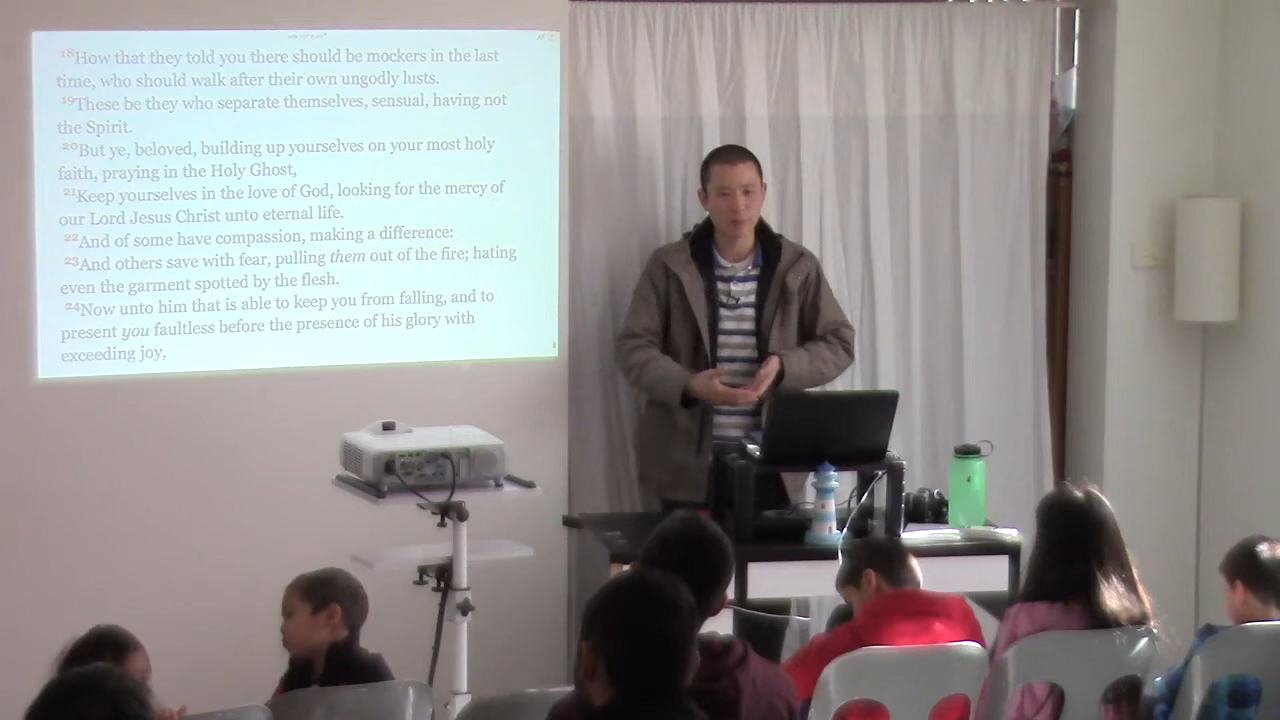 18How that they told you there should be mockers in the last
time, who should walk after their own ungodly lusts.
19These be they who separate themselves, sensual, having not
the Spirit.
20But ye, beloved, building up yourselves on your most holy
faith, praying in the Holy Ghost,
21Keep yourselves in the love of God, looking for the mercy of
our Lord Jesus Christ unto eternal life.
22And of some have compassion, making a difference:
23And others save with fear, pulling them out of the fire; hating
even the garment spotted by the flesh.
24Now unto him that is able to keep you from falling, and to
present you faultless before the presence of his glory with
exceeding joy,